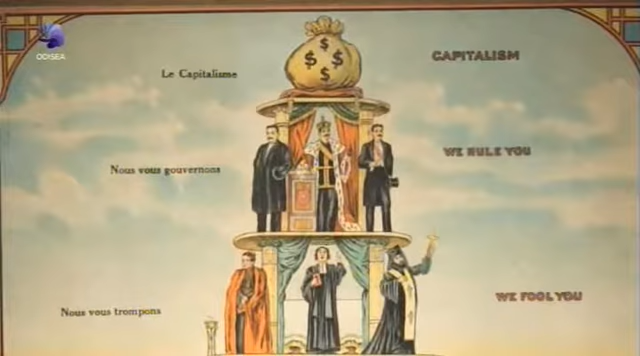 ODISEA
$ $ $ $
Le Capitalisme
CAPITALISM
Nous vous gouvernons
WE RULE YOU
Nous vous trompons
WE FOOL YOU